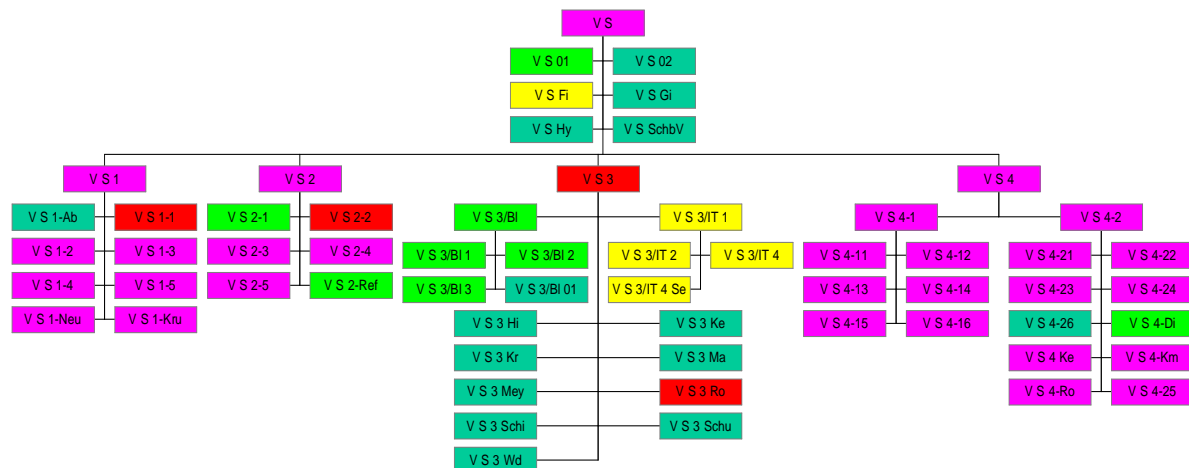 V S
V S 01
V S 02
V S Fi
V S Gi
V S Hy
V S SchbV
V S 1
V S 2
V S 3
V S 4
V S 1-Ab
V S 1-1
V S 1-2
V S 1-3
V S 1-4
V S 1-5
V S 1-Neu
V S 1-Kru
V S 2-1
V S 2-2
V S 2-3
V S 2-4
V S 2-5
V S 2-Ref
V S 3/BI
V S 3/IT 1
V S 3/BI 1
V S 3/BI 2
V S 3/BI 3
V S 3/BI 01
V S 3/IT 2
V S 3/IT 4
V S 3/IT 4 Se
V S 3 Hi
V S 3 Ke
V S 3 Kr
V S 3 Ma
V S 3 Mey
V S 3 Ro
V S 3 Schi
V S 3 Schu
V S 3 Wd
V S 4-1
V S 4-2
V S 4-11
V S 4-12
V S 4-13
V S 4-14
V S 4-15
V S 4-16
V S 4-21
V S 4-22
V S 4-23
V S 4-24
V S 4-26
V S 4-Di
V S 4 Ke
V S 4-Km
V S 4-Ro
V S 4-25